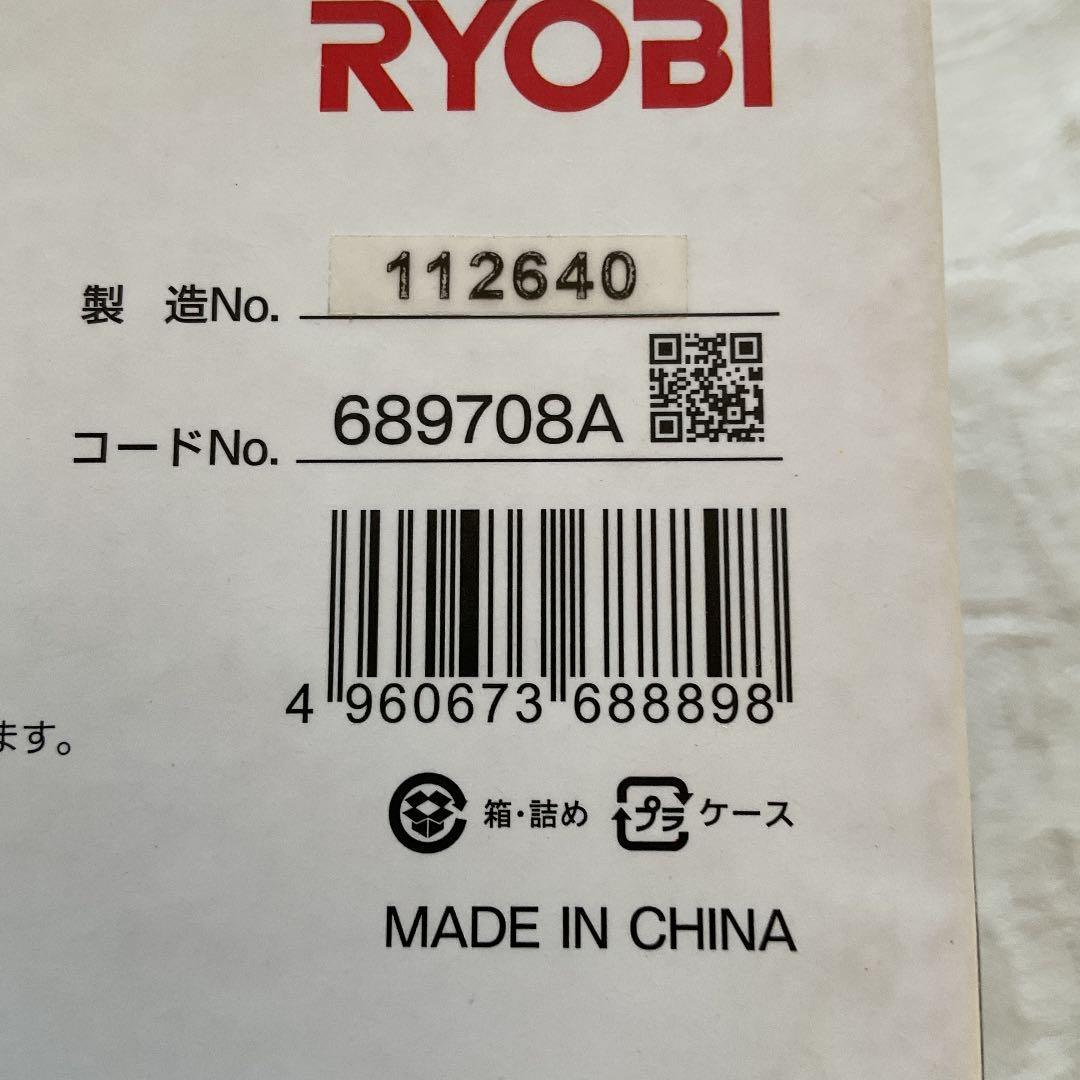 RYOBI
製 造No. 112640
コードNo. 689708A
4 960673 688898
ます。
箱・詰め プラ ケース
MADE IN CHINA